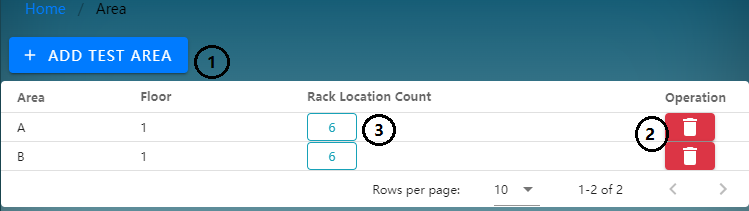 Home / Area
+ ADD TEST AREA 1
Area Floor Rack Location Count Operation
A 1 6 3 2
B 1 6
Rows per page: 10 1-2 of 2